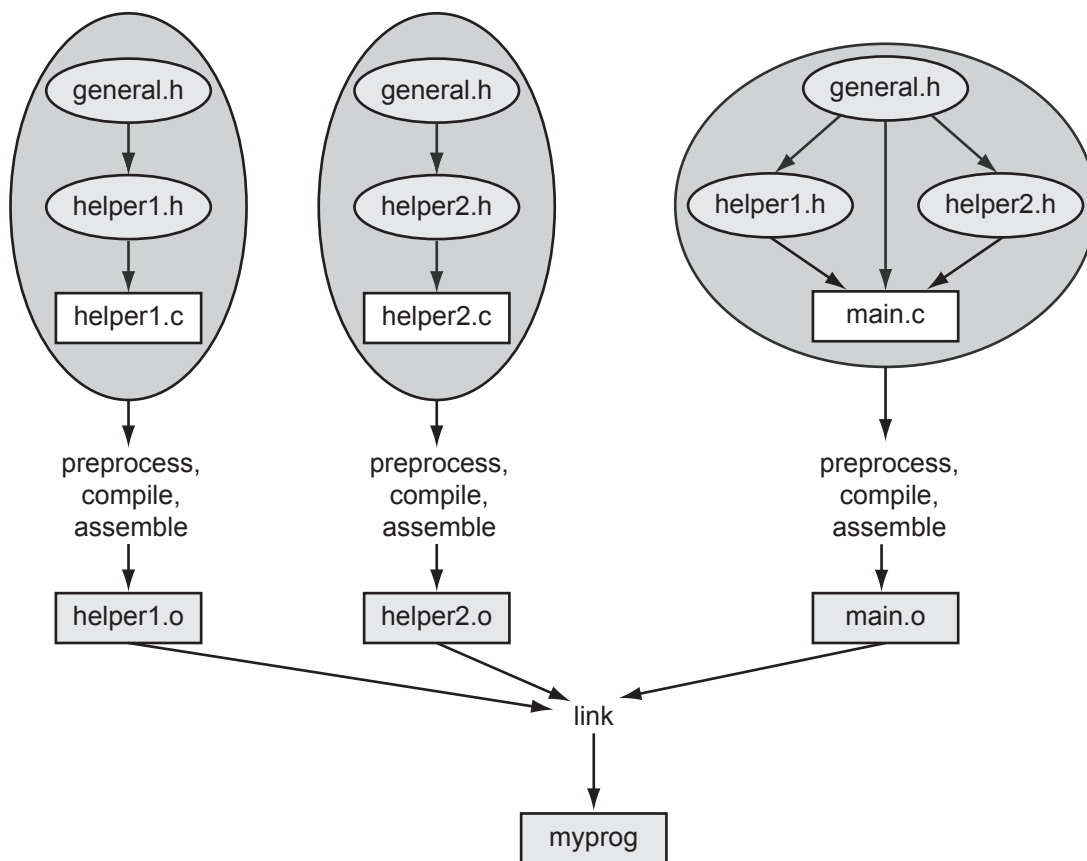 general.h
helper1.h
helper1.c
preprocess,
compile,
assemble
helper1.o
general.h
helper2.h
helper2.c
preprocess,
compile,
assemble
helper2.o
general.h
helper1.h
helper2.h
main.c
preprocess,
compile,
assemble
main.o
link
myprog